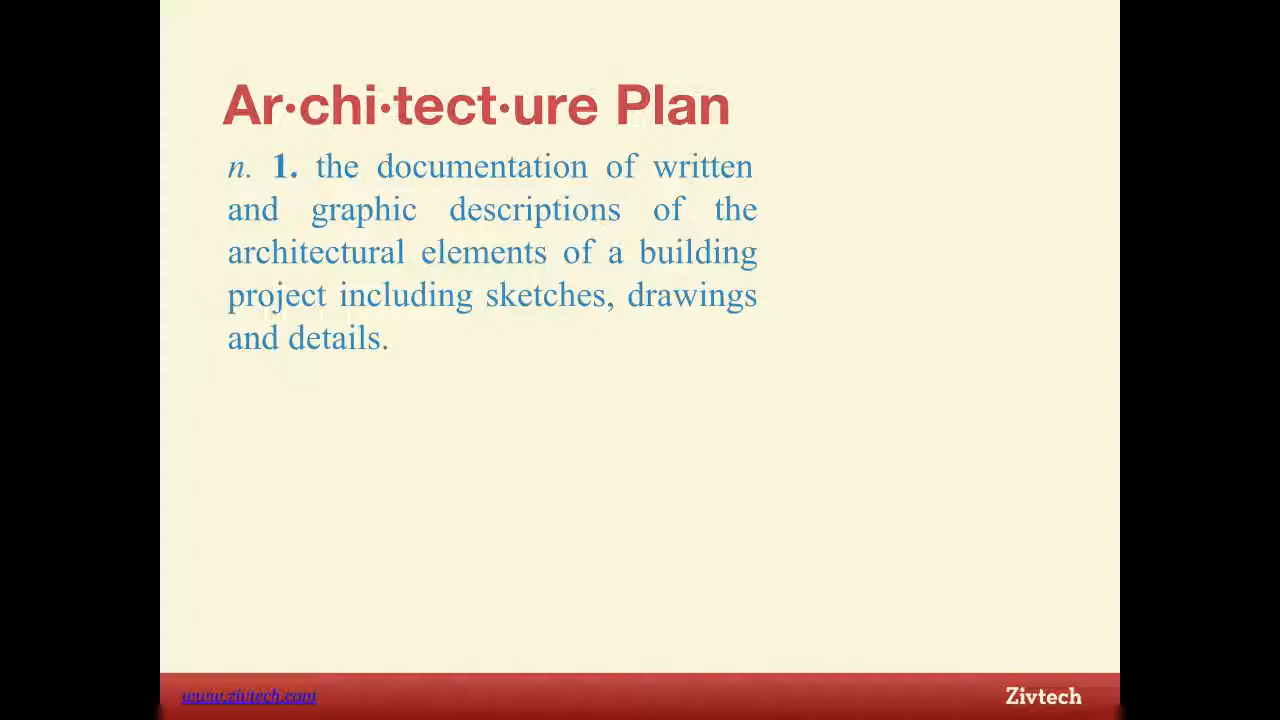 Ar·chi·tect·ure Plan
n. 1. the documentation of written
and graphic descriptions of the
architectural elements of a building
project including sketches, drawings
and details.
www.zivtech.com
Zivtech